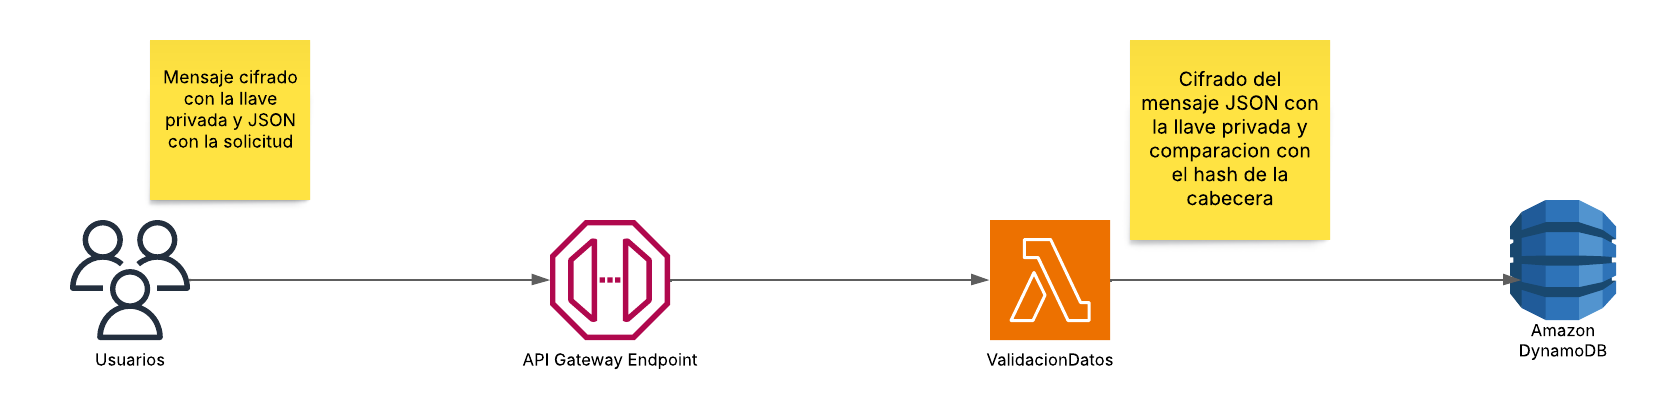 Mensaje cifrado
con la llave
privada y JSON
con la solicitud
Cifrado del
mensaje JSON con
la llave privada y
comparacion con
el hash de la
cabecera
Usuarios
API Gateway Endpoint
ValidacionDatos
Amazon
DynamoDB